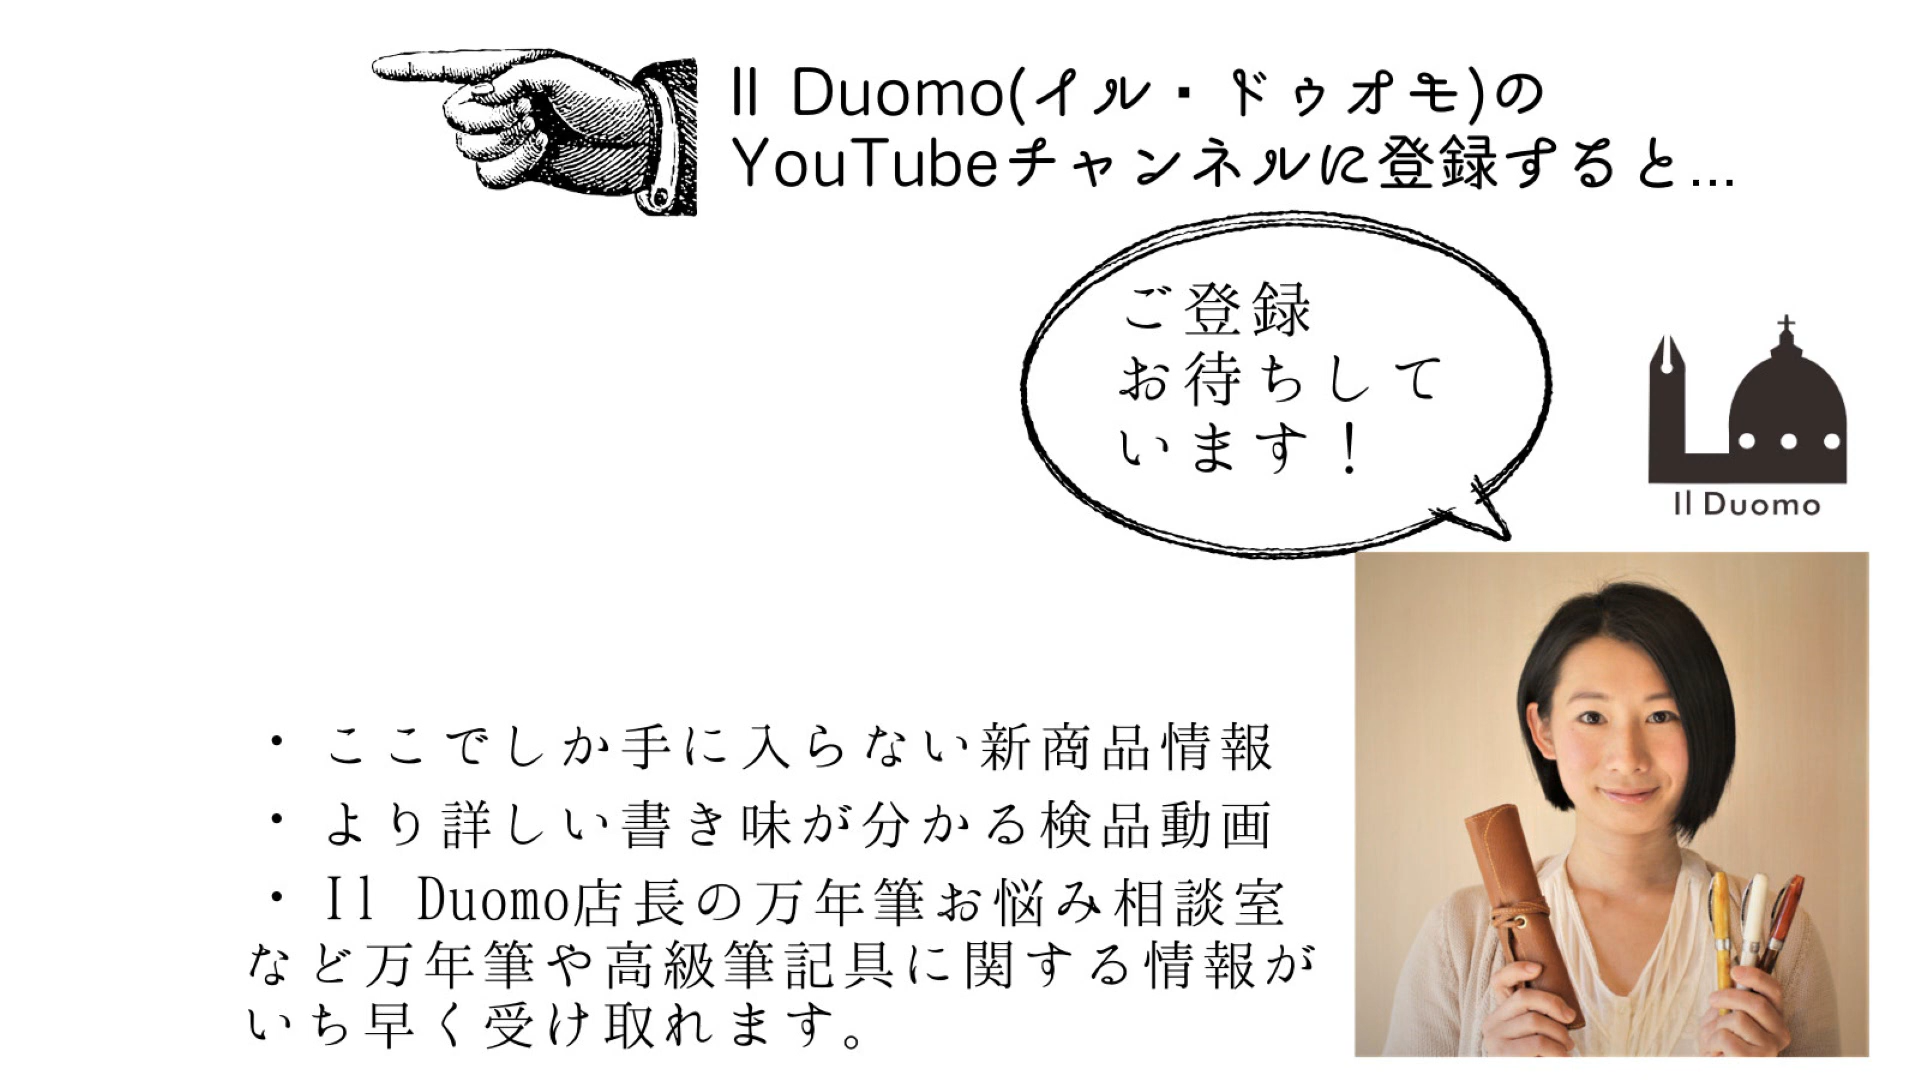 Il Duomo(イル・ドゥオモ)の
YouTubeチャンネルに登録すると...
ご登録
お待ちして
います！
Il Duomo
・ここでしか手に入らない新商品情報
・より詳しい書き味が分かる検品動画
・Il Duomo店長の万年筆お悩み相談室
など万年筆や高級筆記具に関する情報が
いち早く受け取れます。